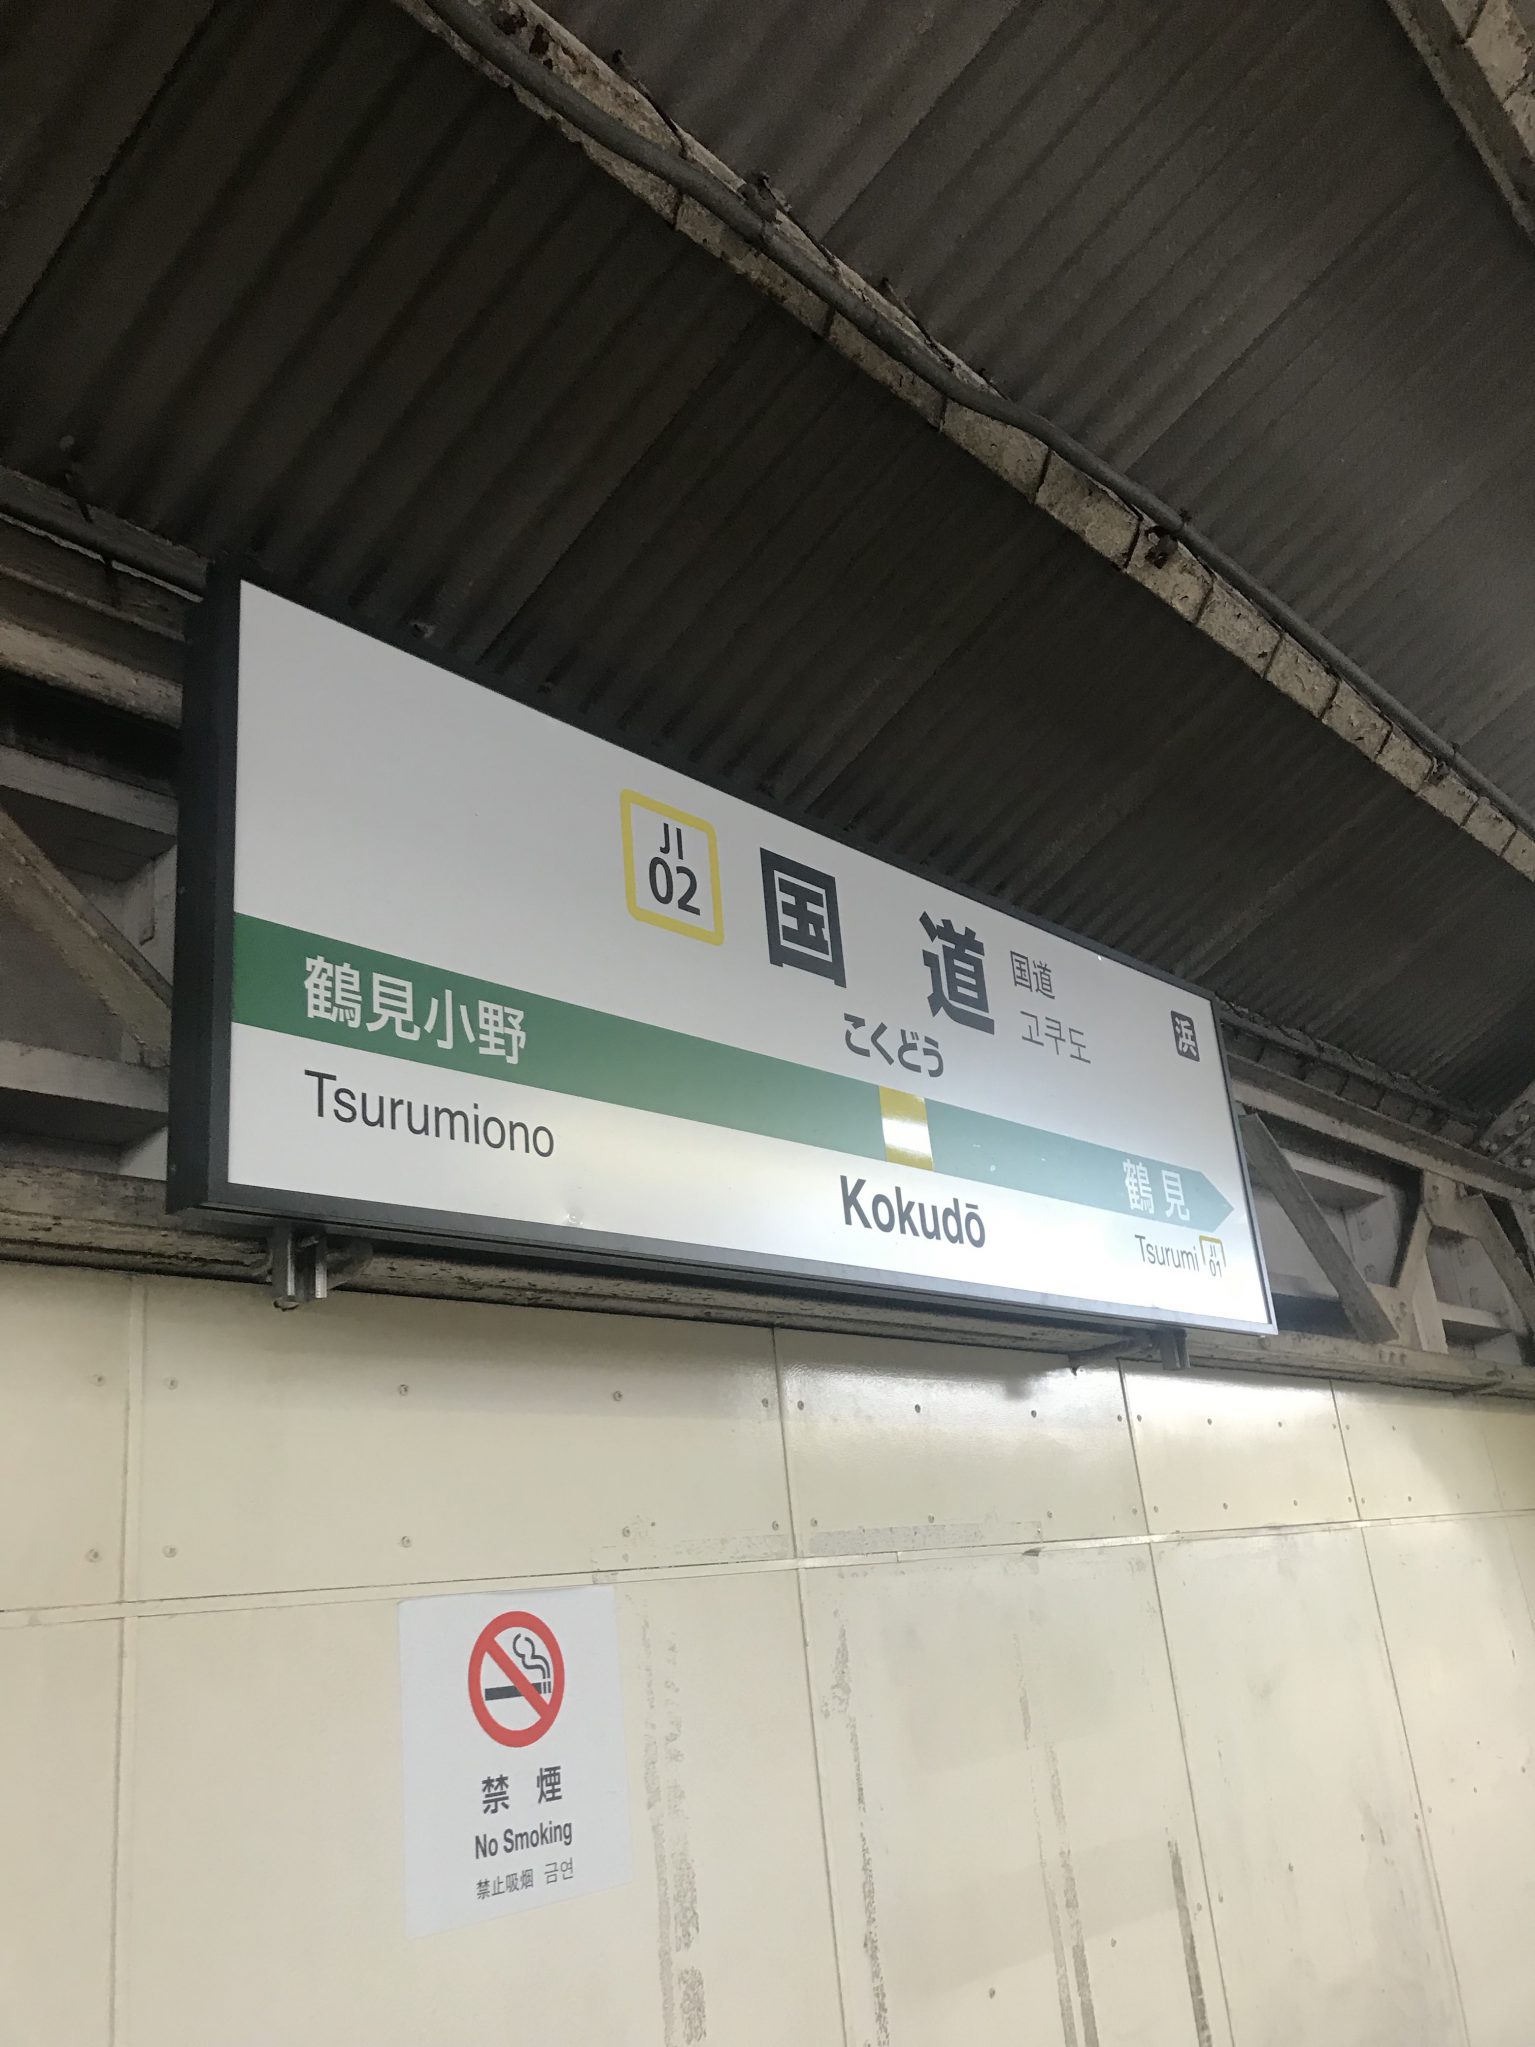 JI
02
国道
国道
고쿠도
浜
こくどう
鶴見小野
鶴見
Tsurumiono
Kokudō
Tsurumi
JI
01
禁煙
No Smoking
禁止吸烟 금연